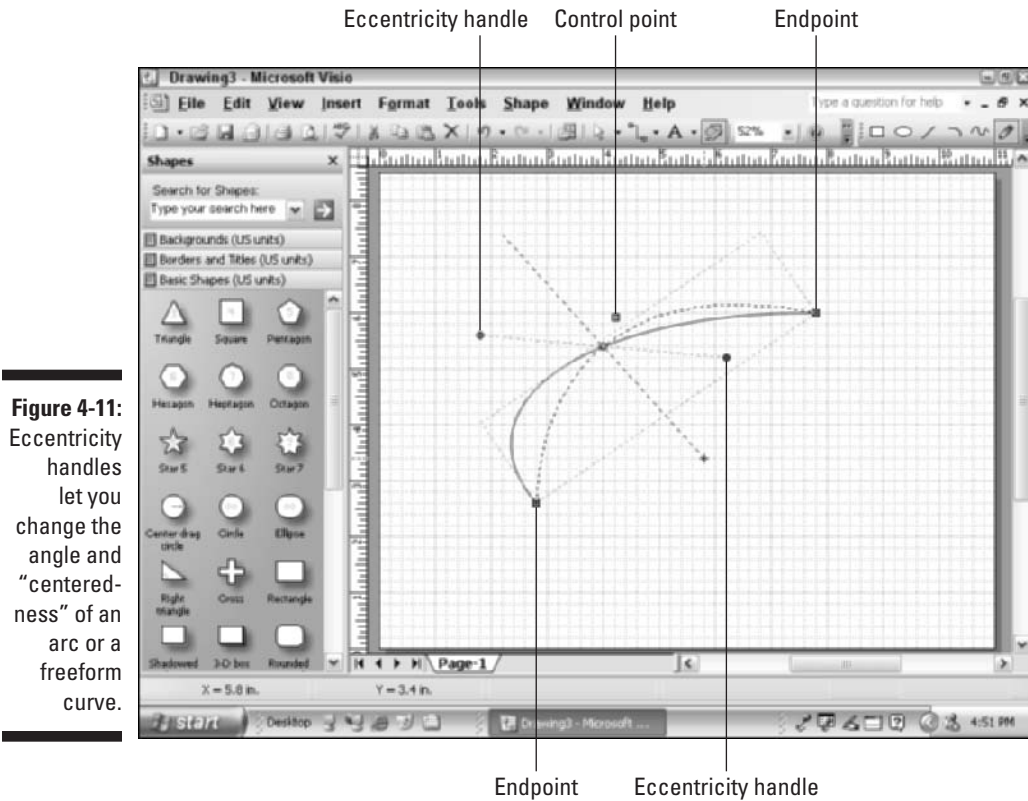 Eccentricity handle Control point Endpoint
Drawing3 - Microsoft Visio
File Edit View Insert Format Tools Shape Window Help
Type a question for help
52%
Shapes
Search for Shapes:
Type your search here
Backgrounds (US units)
Borders and Titles (US units)
Basic Shapes (US units)
Triangle Square Pentagon
Hexagon Heptagon Octagon
Star 5 Star 6 Star 7
Center drag circle Circle Ellipse
Right triangle Cross Rectangle
Shadowed 3-D box Rounded
Page-1
X = 5.8 in. Y = 3.4 in.
start Desktop Drawing3 - Microsoft ... 4:51 PM
Endpoint Eccentricity handle
Figure 4-11:
Eccentricity
handles
let you
change the
angle and
“centered-
ness” of an
arc or a
freeform
curve.